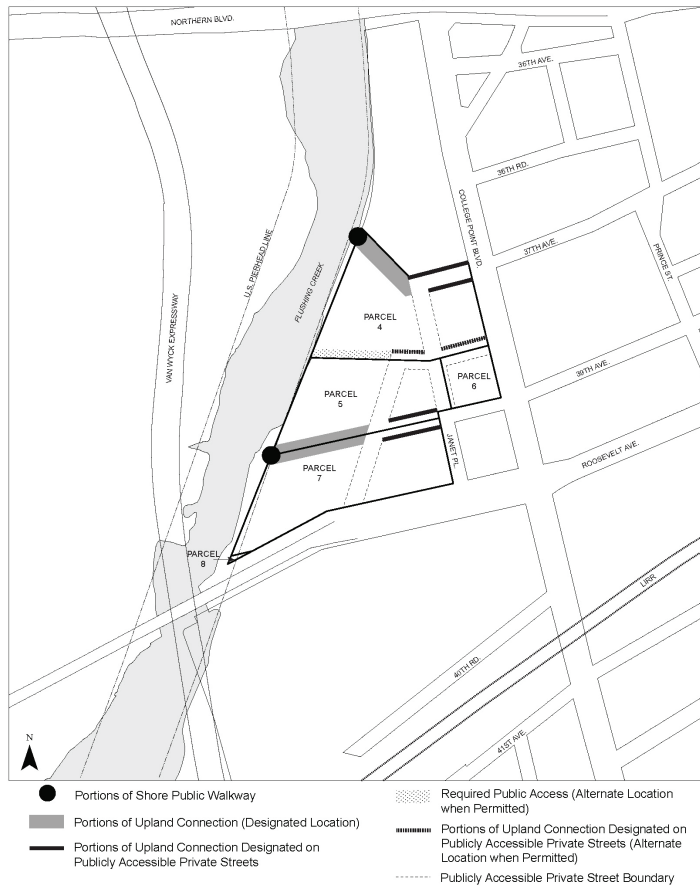 NORTHERN BLVD.
36TH AVE.
36TH RD.
COLLEGE POINT BLVD.
37TH AVE.
PRINCE ST.
U.S. PIERHEAD LINE
FLUSHING CREEK
VAN WYCK EXPRESSWAY
PARCEL
4
39TH AVE.
PARCEL
6
PARCEL
5
JANET PL.
ROOSEVELT AVE.
PARCEL
7
PARCEL
8
LIRR
40TH RD.
41ST AVE.
N
Portions of Shore Public Walkway
Portions of Upland Connection (Designated Location)
Portions of Upland Connection Designated on
Publicly Accessible Private Streets
Required Public Access (Alternate Location
when Permitted)
Portions of Upland Connection Designated on
Publicly Accessible Private Streets (Alternate
Location when Permitted)
Publicly Accessible Private Street Boundary